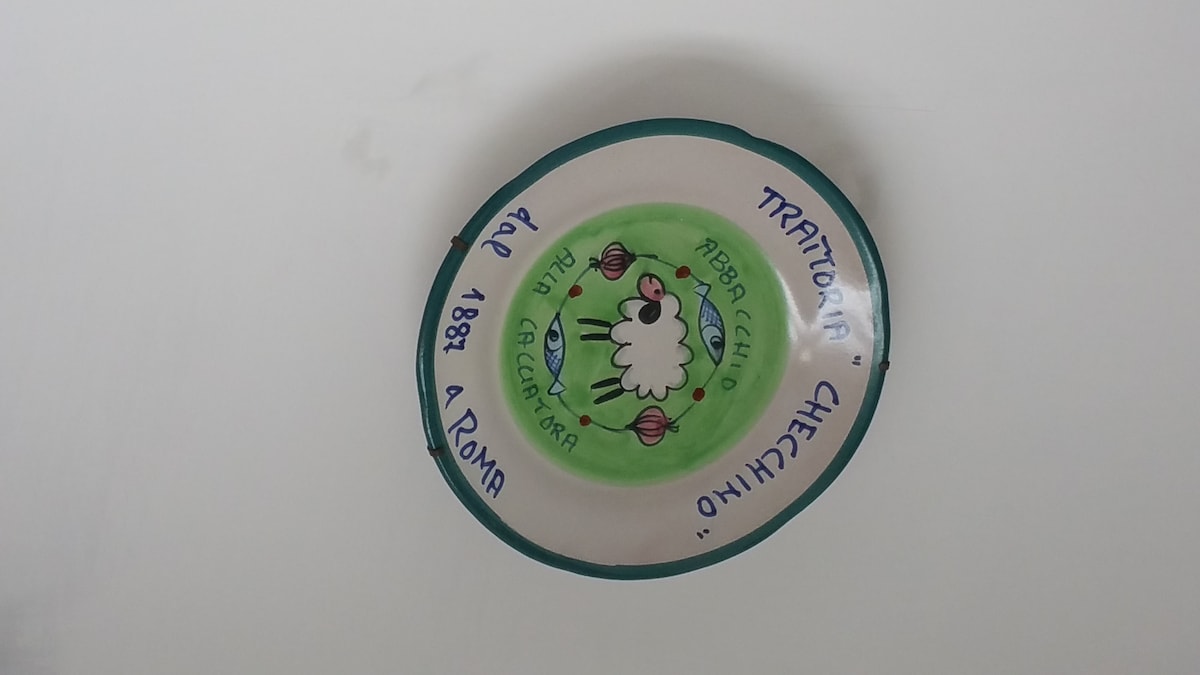 TRATTORIA "CHECCHINO"
ABBACCHIO
ALLA CACCIATORA
dal 1887 a ROMA